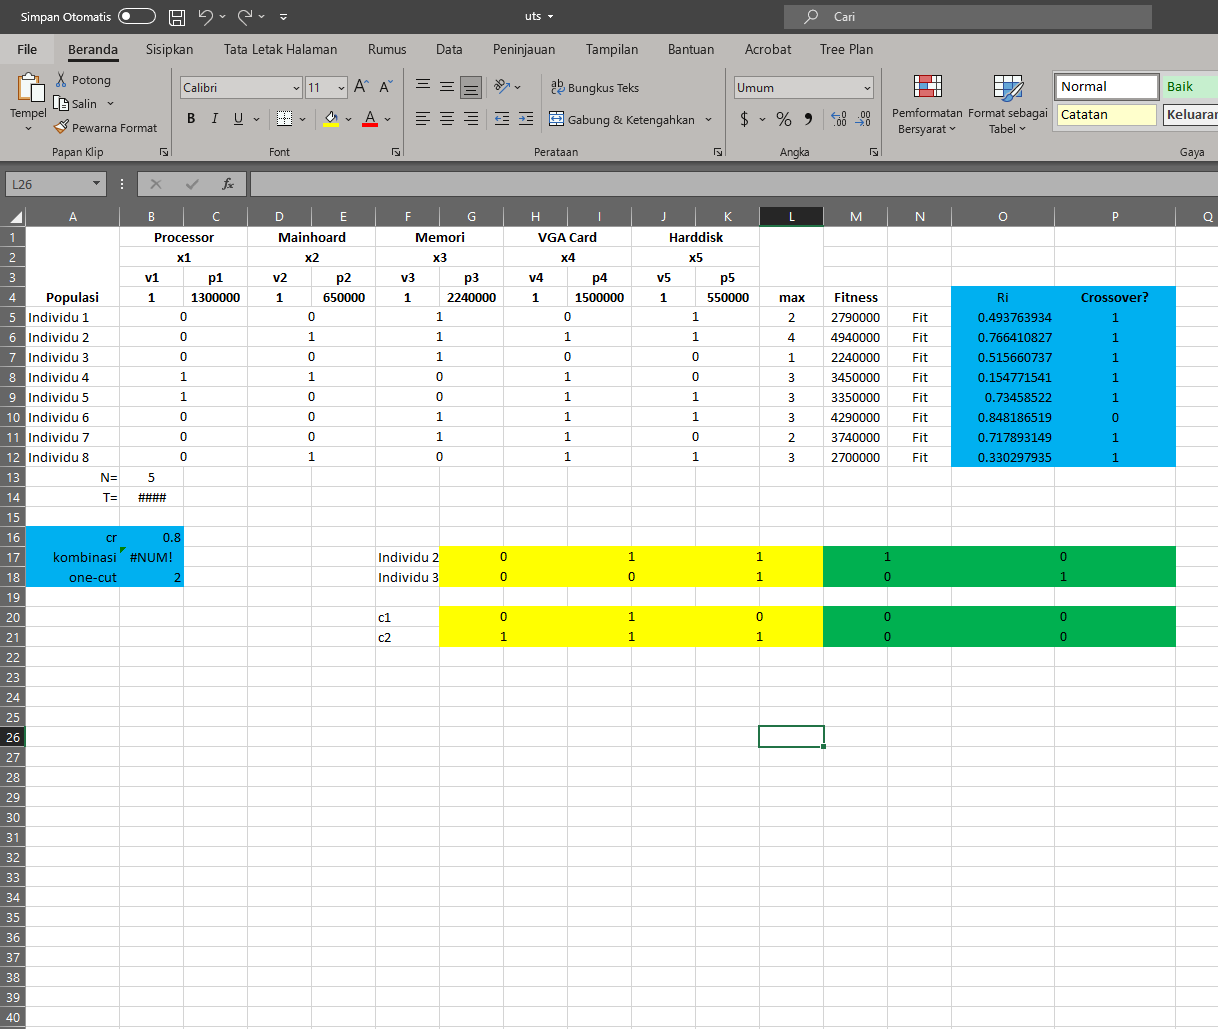 Simpan Otomatis uts Cari
File Beranda Sisipkan Tata Letak Halaman Rumus Data Peninjauan Tampilan Bantuan Acrobat Tree Plan
Tempel
Potong
Salin
Pewarna Format
Papan Klip
Calibri 11 A A
B I U A
Font
Bungkus Teks
Gabung & Ketengahkan
Perataan
Umum
$ % 9
Angka
Pemformatan Bersyarat
Format sebagai Tabel
Normal Baik
Catatan Keluaran
Gaya
L26 fx
A B C D E F G H I J K L M N O P Q
1 Processor Mainhoard Memori VGA Card Harddisk
2 x1 x2 x3 x4 x5
3 v1 p1 v2 p2 v3 p3 v4 p4 v5 p5
4 Populasi 1 1300000 1 650000 1 2240000 1 1500000 1 550000 max Fitness Ri Crossover?
5 Individu 1 0 0 1 0 1 2 2790000 Fit 0.493763934 1
6 Individu 2 0 1 1 1 1 4 4940000 Fit 0.766410827 1
7 Individu 3 0 0 1 0 0 1 2240000 Fit 0.515660737 1
8 Individu 4 1 1 0 1 0 3 3450000 Fit 0.154771541 1
9 Individu 5 1 0 0 1 1 3 3350000 Fit 0.73458522 1
10 Individu 6 0 0 1 1 1 3 4290000 Fit 0.848186519 0
11 Individu 7 0 0 1 1 0 2 3740000 Fit 0.717893149 1
12 Individu 8 0 1 0 1 1 3 2700000 Fit 0.330297935 1
13 N= 5
14 T= ####
15
16 cr 0.8
17 kombinasi #NUM! Individu 2 0 1 1 1 0
18 one-cut 2 Individu 3 0 0 1 0 1
19
20 c1 0 1 0 0 0
21 c2 1 1 1 0 0
22
23
24
25
26
27
28
29
30
31
32
33
34
35
36
37
38
39
40